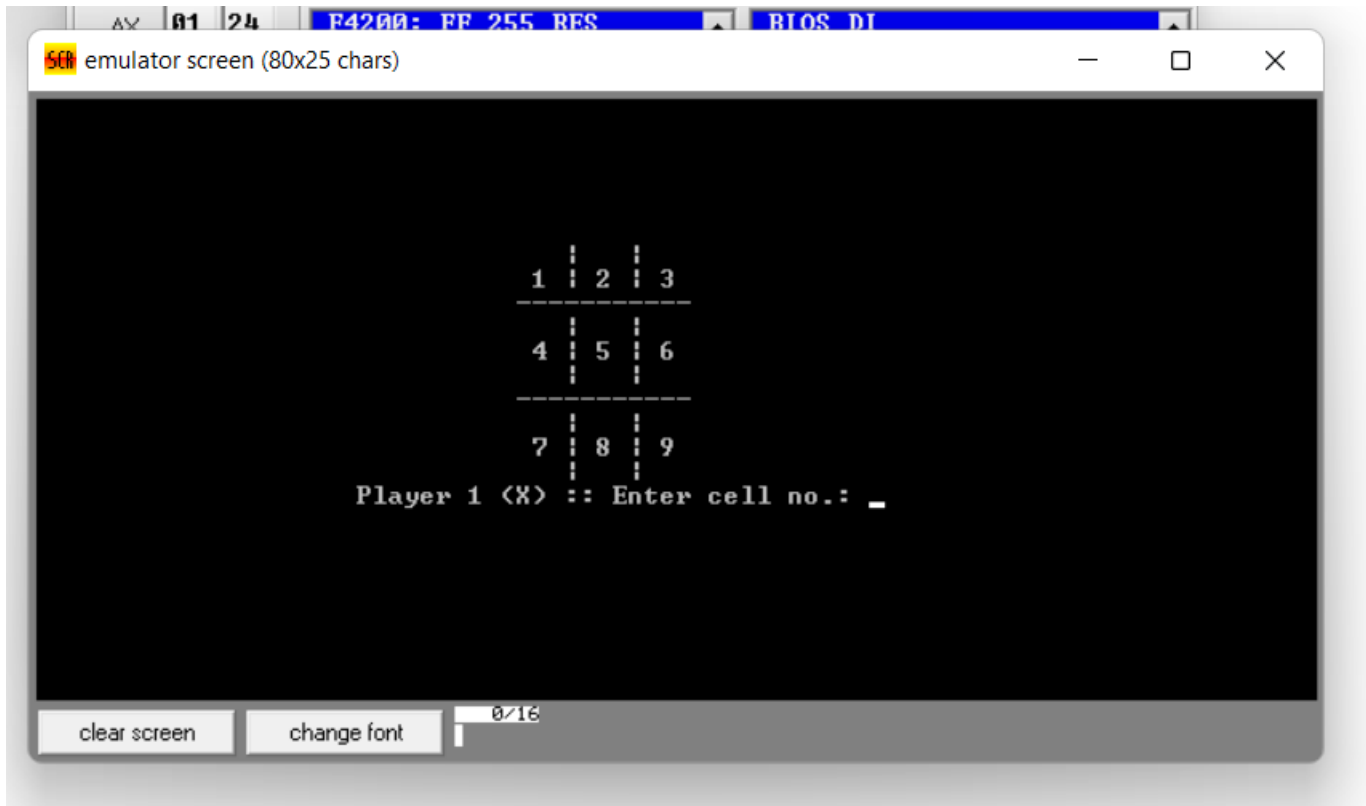 AX 01 24 F4200: FF 255 RES BIOS DI
SCR emulator screen (80x25 chars)
1 ¦ 2 ¦ 3
-----------
4 ¦ 5 ¦ 6
-----------
7 ¦ 8 ¦ 9
Player 1 (X) :: Enter cell no.: _
clear screen change font 0/16